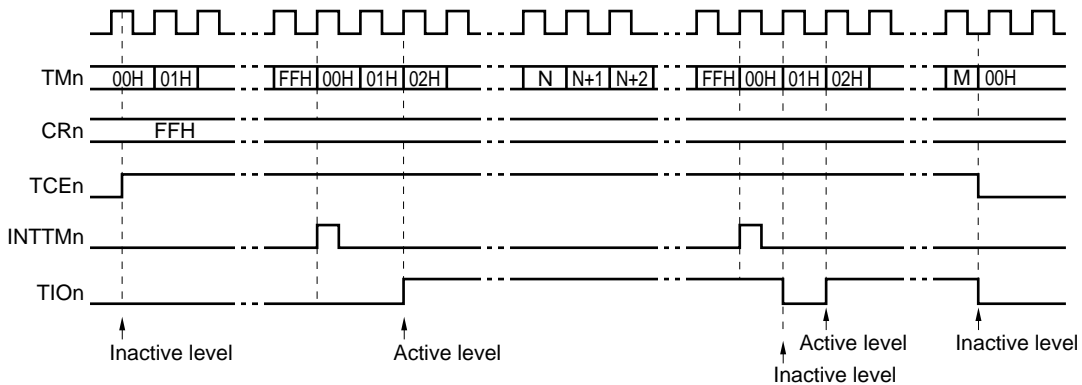 TMn 00H 01H FFH 00H 01H 02H N N+1 N+2 FFH 00H 01H 02H M 00H
CRn FFH
TCEn
INTTMn
TIOn
Inactive level Active level Active level Inactive level
Inactive level